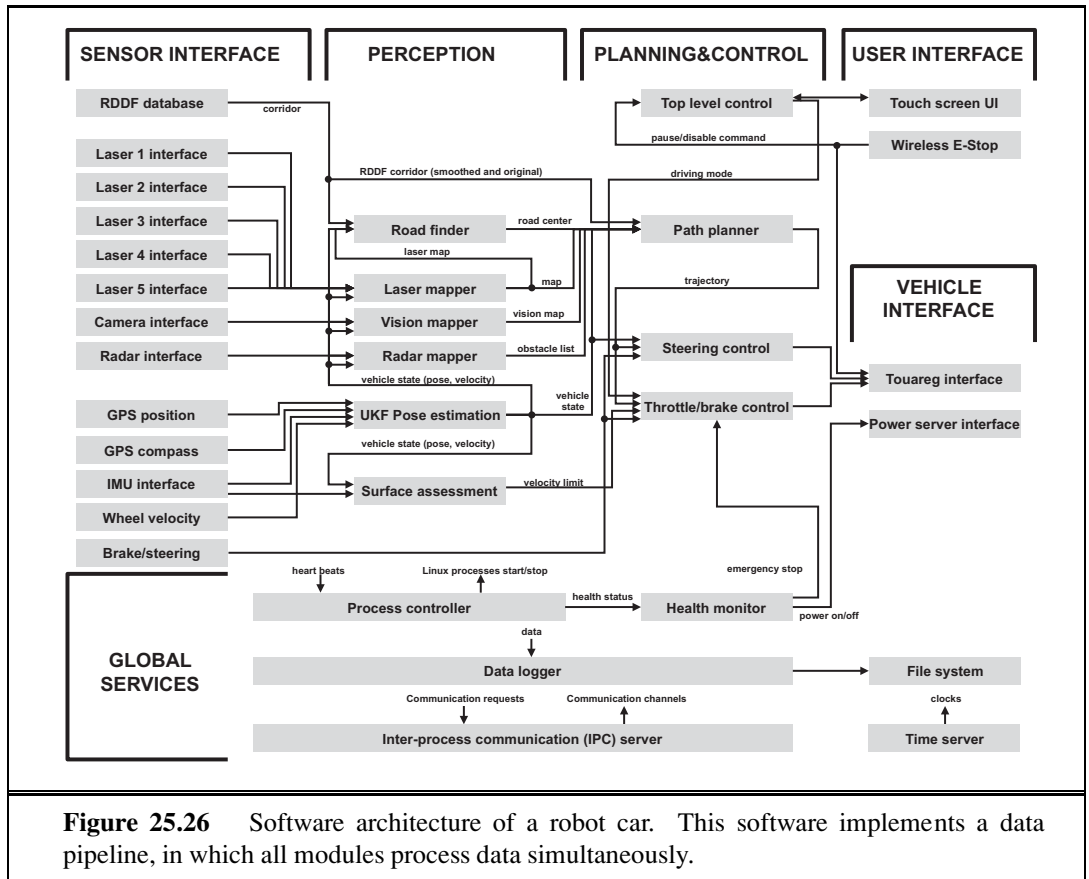 SENSOR INTERFACE
PERCEPTION
PLANNING&CONTROL
USER INTERFACE
RDDF database
corridor
Top level control
Touch screen UI
pause/disable command
Wireless E-Stop
Laser 1 interface
RDDF corridor (smoothed and original)
driving mode
Laser 2 interface
Laser 3 interface
road center
Road finder
Path planner
Laser 4 interface
laser map
Laser 5 interface
Laser mapper
map
trajectory
VEHICLE
INTERFACE
Camera interface
Vision mapper
vision map
Radar interface
Radar mapper
obstacle list
Steering control
vehicle state (pose, velocity)
vehicle
state
Touareg interface
GPS position
UKF Pose estimation
Throttle/brake control
Power server interface
vehicle state (pose, velocity)
GPS compass
IMU interface
Surface assessment
velocity limit
Wheel velocity
Brake/steering
heart beats
Linux processes start/stop
emergency stop
Process controller
health status
Health monitor
power on/off
data
GLOBAL
SERVICES
Data logger
File system
Communication requests
Communication channels
clocks
Inter-process communication (IPC) server
Time server
Figure 25.26 Software architecture of a robot car. This software implements a data
pipeline, in which all modules process data simultaneously.